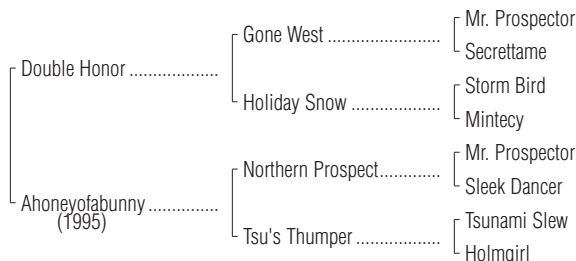 Mr. Prospector
Gone West ........................
Secrettame
Double Honor ...................
Storm Bird
Holiday Snow ...................
Mintecy
Mr. Prospector
Northern Prospect.............
Sleek Dancer
Ahoneyofabunny ...............
(1995)
Tsu's Thumper ..................
Tsunami Slew
Holmgirl